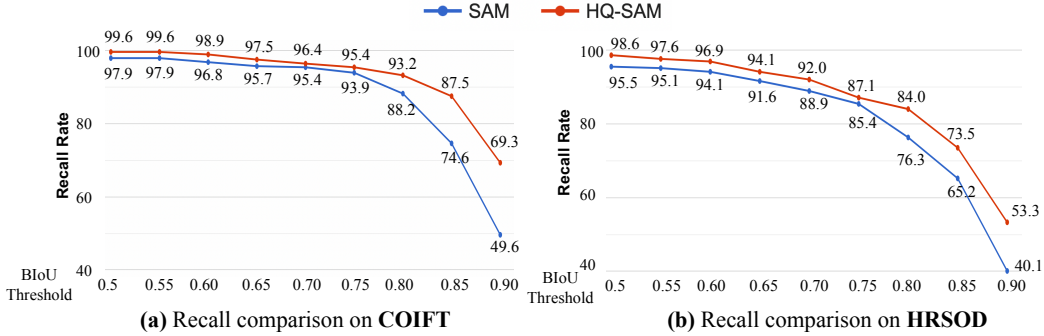 SAM HQ-SAM
99.6 99.6 98.9 97.5 96.4 95.4 93.2 87.5 69.3
97.9 97.9 96.8 95.7 95.4 93.9 88.2 74.6 49.6
100
80
60
40
Recall Rate
BIoU Threshold
0.5 0.55 0.60 0.65 0.70 0.75 0.80 0.85 0.90
(a) Recall comparison on COIFT
98.6 97.6 96.9 94.1 92.0 87.1 84.0 73.5 53.3
95.5 95.1 94.1 91.6 88.9 85.4 76.3 65.2 40.1
100
80
60
40
Recall Rate
BIoU Threshold
0.5 0.55 0.60 0.65 0.70 0.75 0.80 0.85 0.90
(b) Recall comparison on HRSOD